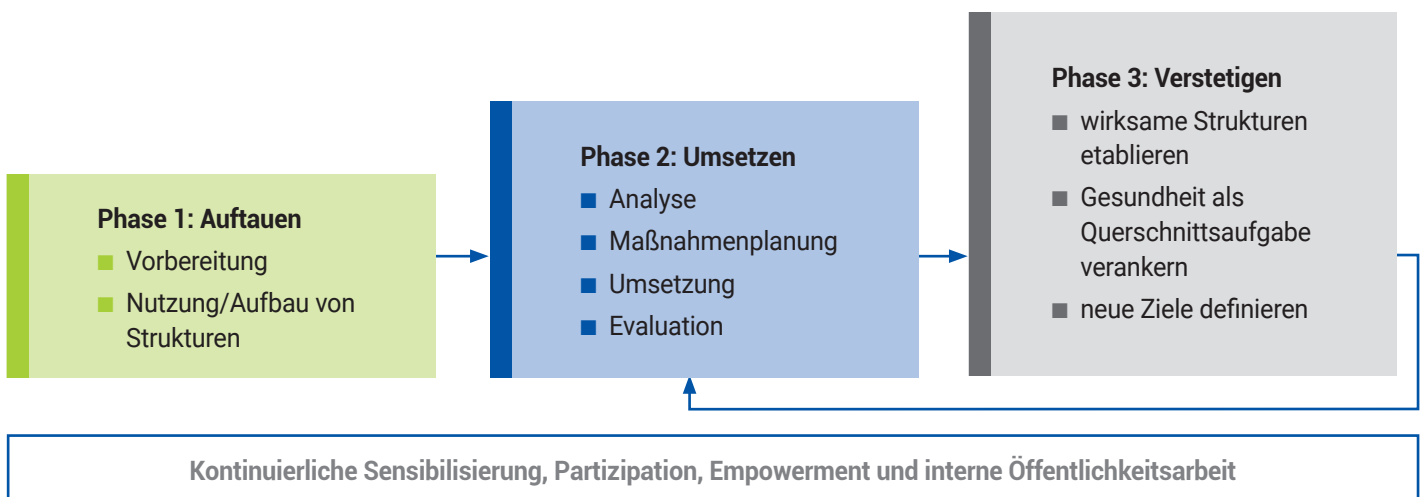 Phase 1: Auftauen
■ Vorbereitung
■ Nutzung/Aufbau von
Strukturen
Phase 2: Umsetzen
■ Analyse
■ Maßnahmenplanung
■ Umsetzung
■ Evaluation
Phase 3: Verstetigen
■ wirksame Strukturen
etablieren
■ Gesundheit als
Querschnittsaufgabe
verankern
■ neue Ziele definieren
Kontinuierliche Sensibilisierung, Partizipation, Empowerment und interne Öffentlichkeitsarbeit